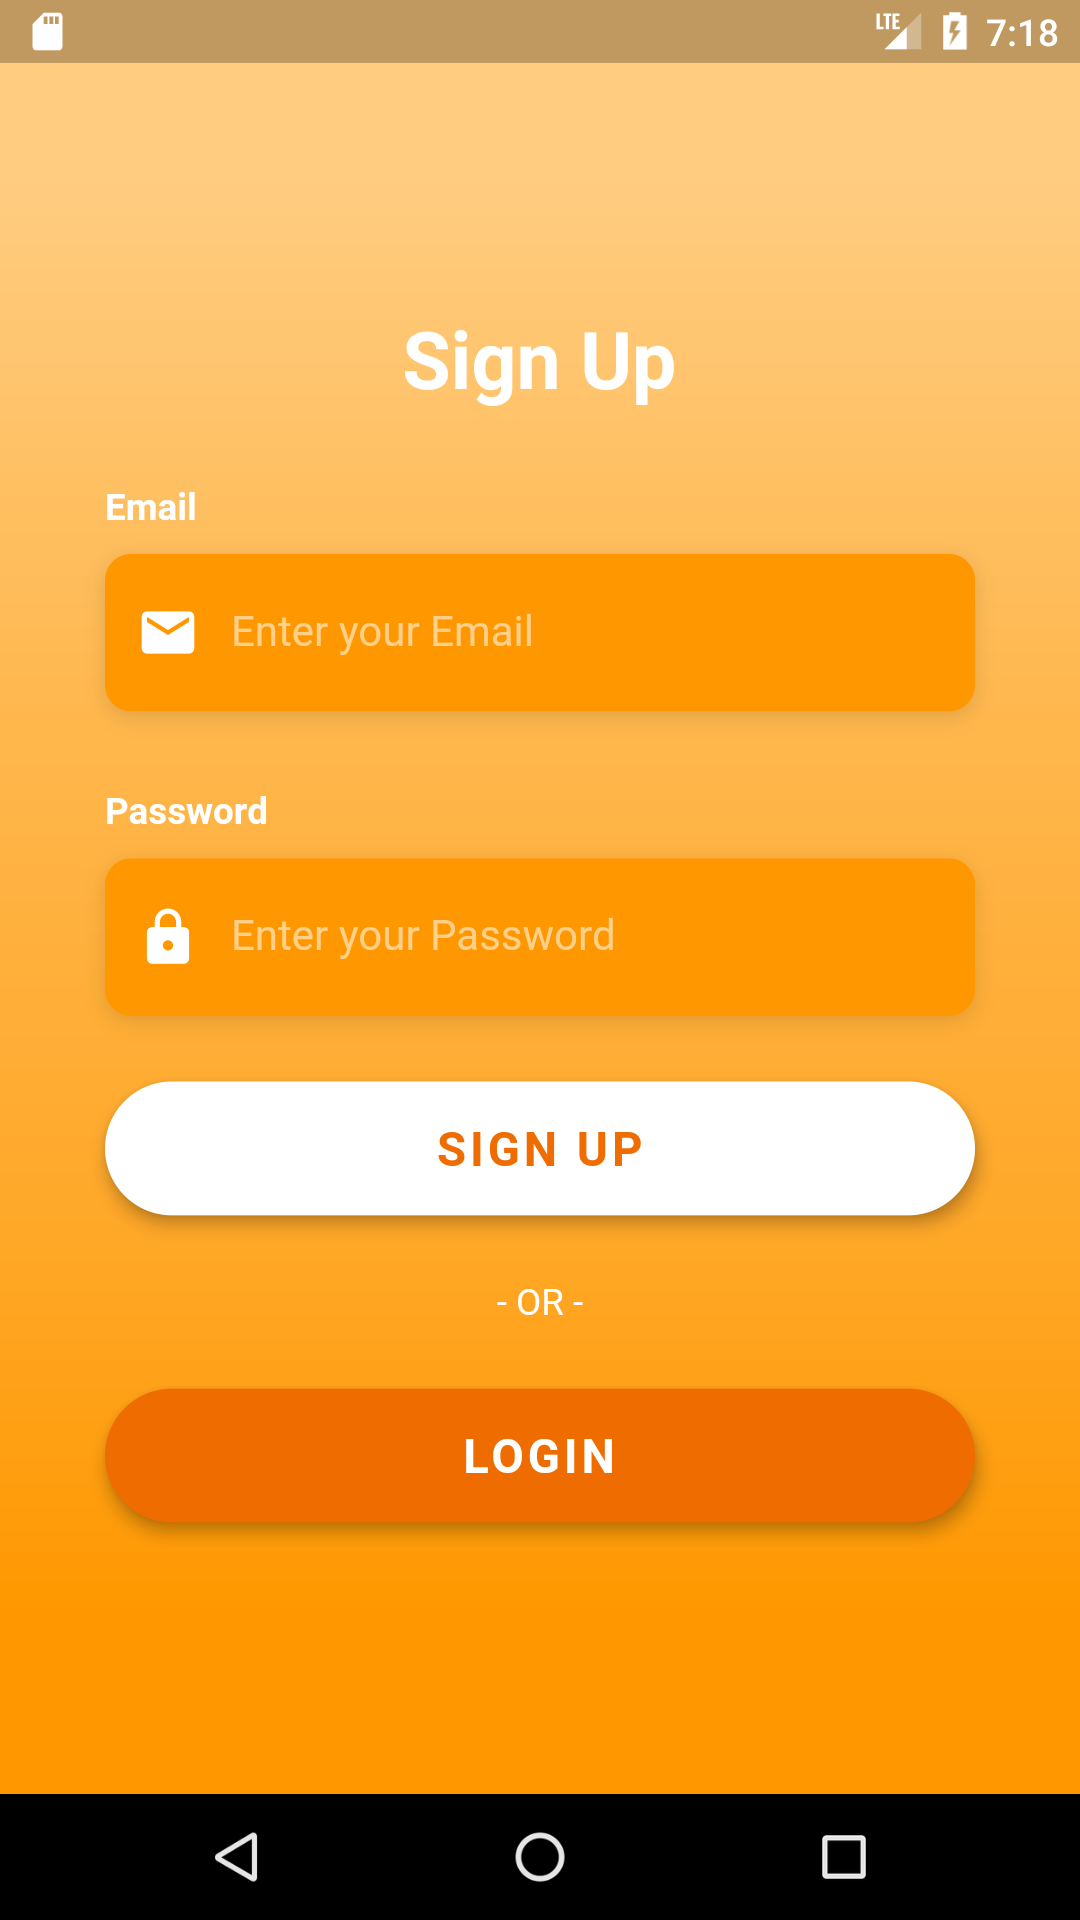 LTE 7:18
Sign Up
Email
Enter your Email
Password
Enter your Password
SIGN UP
- OR -
LOGIN